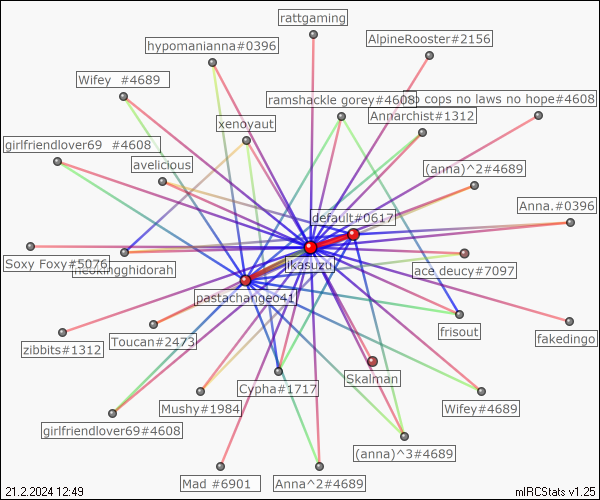 rattgaming
AlpineRooster#2156
hypomanianna#0396
Wifey #4689
ramshackle gorey#4608
cops no laws no hope#4608
Annarchist#1312
xenoyaut
girlfriendlover69 #4608
avelicious
(anna)^2#4689
Anna.#0396
default#0617
Soxy Foxy#5076
neokingghidorah
ikasuzu
ace deucy#7097
pastachangeo41
frisout
fakedingo
zibbits#1312
Toucan#2473
Skalman
Cypha#1717
Mushy#1984
Wifey#4689
girlfriendlover69#4608
(anna)^3#4689
Mad #6901
Anna^2#4689
21.2.2024 12:49
mIRCStats v1.25